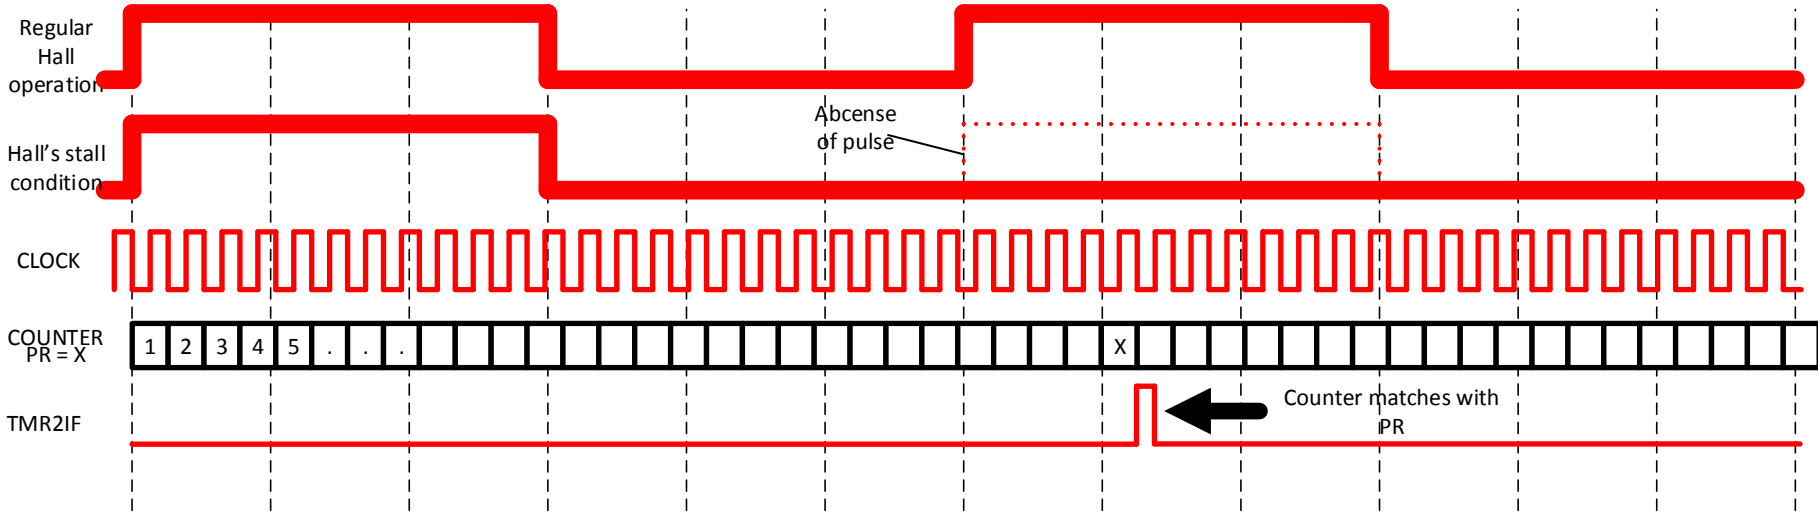 Regular
Hall
operation
Hall's stall
condition
Abcense
of pulse
CLOCK
COUNTER
PR = X
1 2 3 4 5 . . . X
TMR2IF
Counter matches with
PR